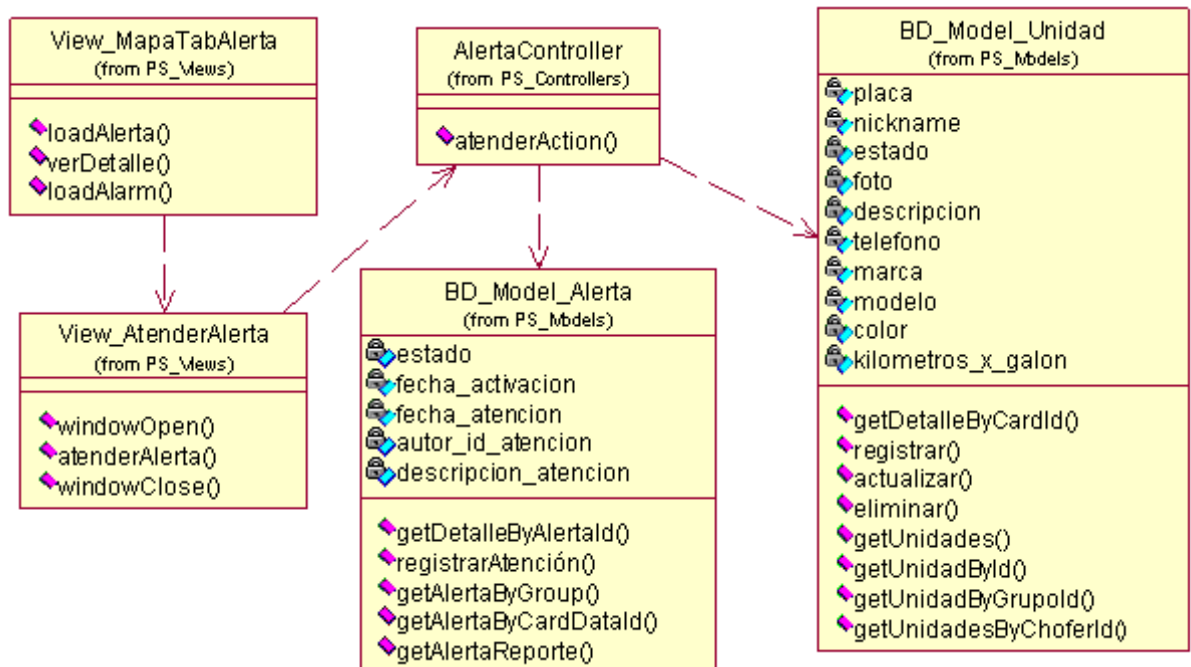 View_MapaTabAlerta
(from PS_Views)
loadAlerta()
verDetalle()
loadAlarm()
View_AtenderAlerta
(from PS_Views)
windowOpen()
atenderAlerta()
windowClose()
AlertaController
(from PS_Controllers)
atenderAction()
BD_Model_Alerta
(from PS_Models)
estado
fecha_activacion
fecha_atencion
autor_id_atencion
descripcion_atencion
getDetalleByAlertaId()
registrarAtención()
getAlertaByGroup()
getAlertaByCardDataId()
getAlertaReporte()
BD_Model_Unidad
(from PS_Models)
placa
nickname
estado
foto
descripcion
telefono
marca
modelo
color
kilometros_x_galon
getDetalleByCardId()
registrar()
actualizar()
eliminar()
getUnidades()
getUnidadById()
getUnidadByGrupoId()
getUnidadesByChoferId()